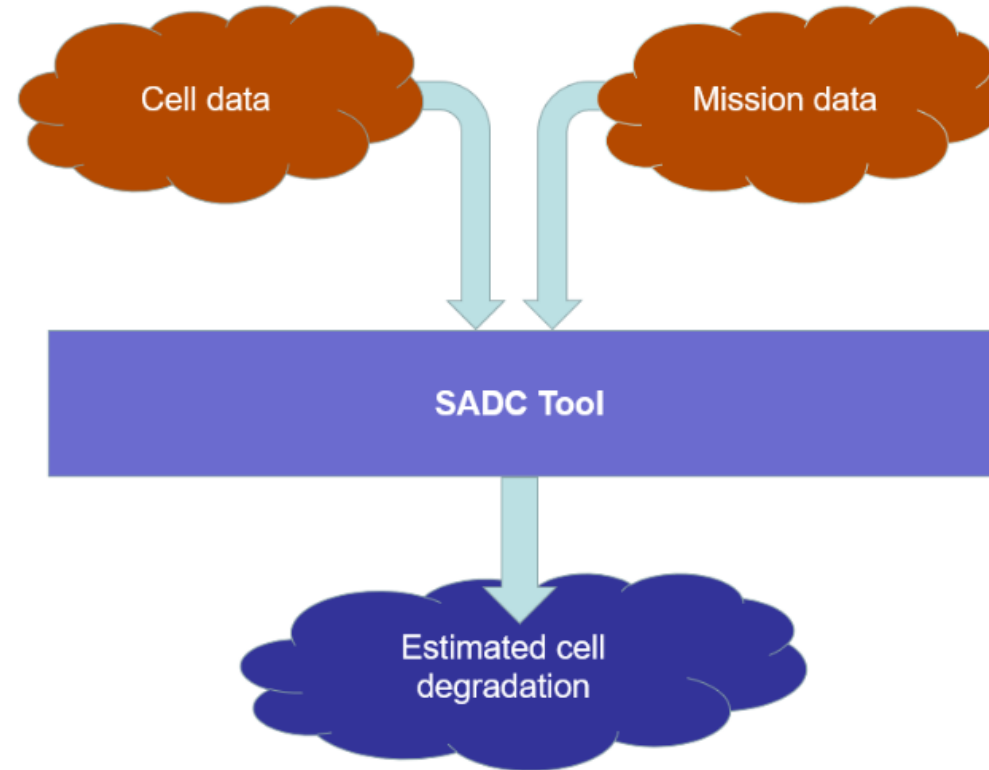 Cell data
Mission data
SADC Tool
Estimated cell
degradation